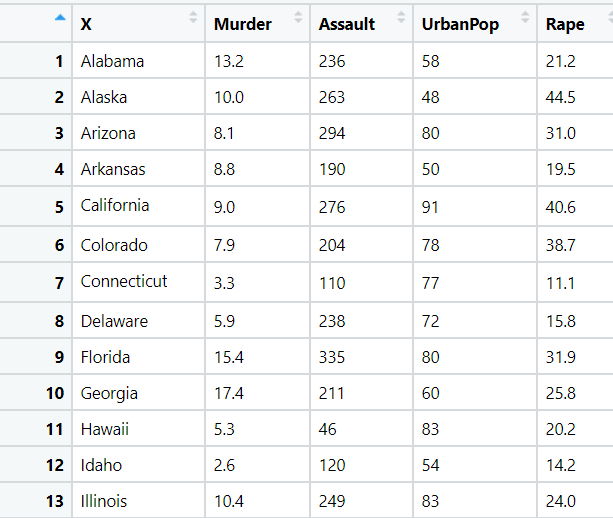 X Murder Assault UrbanPop Rape
1 Alabama 13.2 236 58 21.2
2 Alaska 10.0 263 48 44.5
3 Arizona 8.1 294 80 31.0
4 Arkansas 8.8 190 50 19.5
5 California 9.0 276 91 40.6
6 Colorado 7.9 204 78 38.7
7 Connecticut 3.3 110 77 11.1
8 Delaware 5.9 238 72 15.8
9 Florida 15.4 335 80 31.9
10 Georgia 17.4 211 60 25.8
11 Hawaii 5.3 46 83 20.2
12 Idaho 2.6 120 54 14.2
13 Illinois 10.4 249 83 24.0